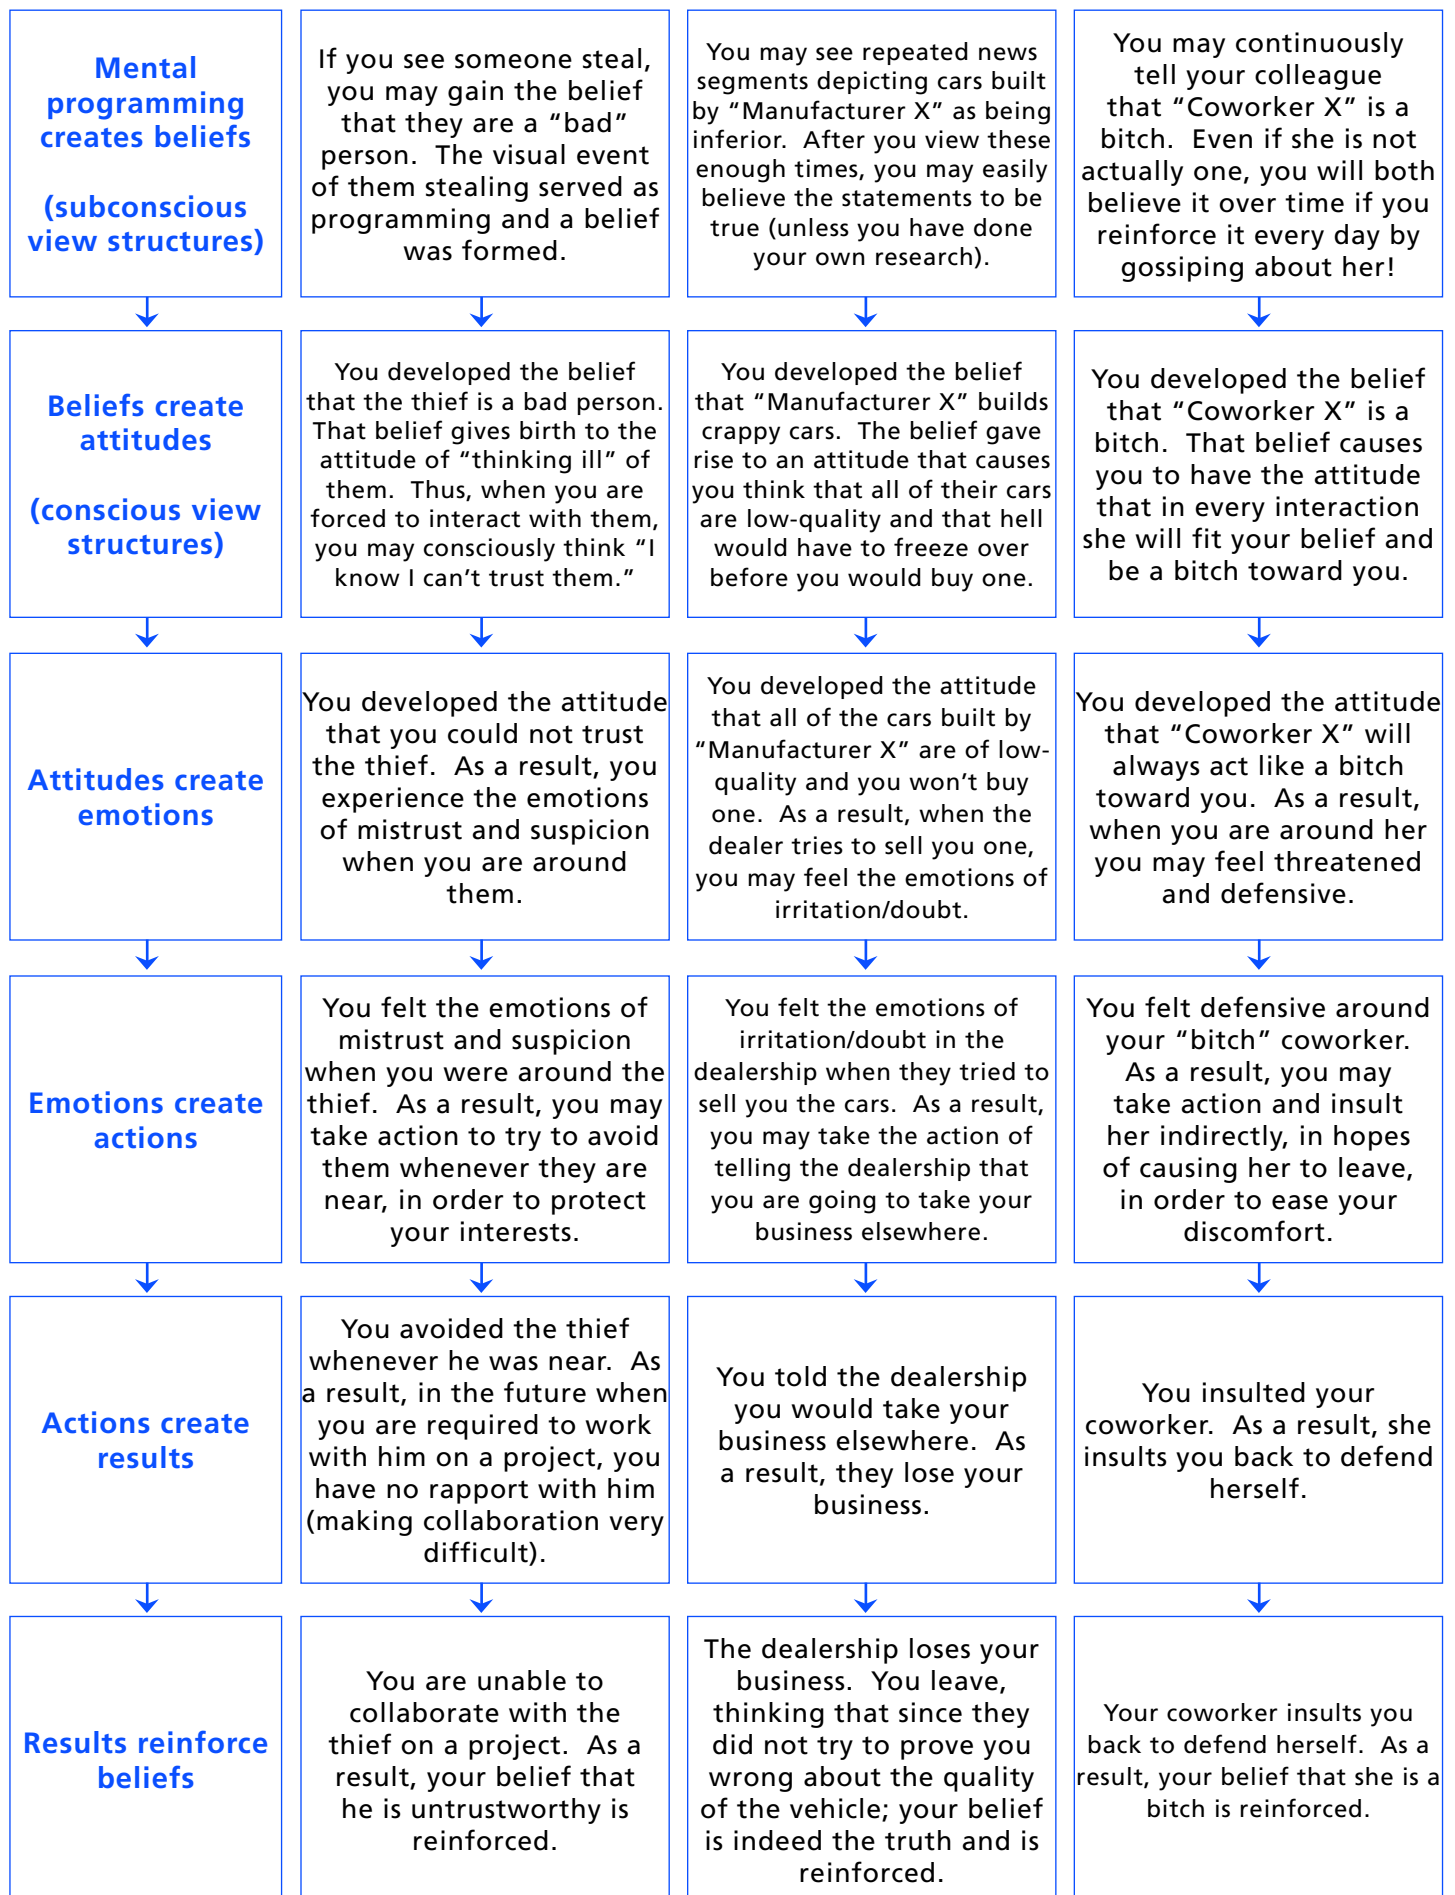 Mental
programming
creates beliefs
(subconscious
view structures)
If you see someone steal,
you may gain the belief
that they are a “bad”
person.  The visual event
of them stealing served as
programming and a belief
was formed.
You may see repeated news
segments depicting cars built
by “Manufacturer X” as being
inferior.  After you view these
enough times, you may easily
believe the statements to be
true (unless you have done
your own research).
You may continuously
tell your colleague
that “Coworker X” is a
bitch.  Even if she is not
actually one, you will both
believe it over time if you
reinforce it every day by
gossiping about her!
Beliefs create
attitudes
(conscious view
structures)
You developed the belief
that the thief is a bad person.
That belief gives birth to the
attitude of “thinking ill” of
them.  Thus, when you are
forced to interact with them,
you may consciously think “I
know I can’t trust them.”
You developed the belief
that “Manufacturer X” builds
crappy cars.  The belief gave
rise to an attitude that causes
you think that all of their cars
are low-quality and that hell
would have to freeze over
before you would buy one.
You developed the belief
that “Coworker X” is a
bitch.  That belief causes
you to have the attitude
that in every interaction
she will fit your belief and
be a bitch toward you.
Attitudes create
emotions
You developed the attitude
that you could not trust
the thief.  As a result, you
experience the emotions
of mistrust and suspicion
when you are around
them.
You developed the attitude
that all of the cars built by
“Manufacturer X” are of low-
quality and you won’t buy
one.  As a result, when the
dealer tries to sell you one,
you may feel the emotions of
irritation/doubt.
You developed the attitude
that “Coworker X” will
always act like a bitch
toward you.  As a result,
when you are around her
you may feel threatened
and defensive.
Emotions create
actions
You felt the emotions of
mistrust and suspicion
when you were around the
thief.  As a result, you may
take action to try to avoid
them whenever they are
near, in order to protect
your interests.
You felt the emotions of
irritation/doubt in the
dealership when they tried to
sell you the cars.  As a result,
you may take the action of
telling the dealership that
you are going to take your
business elsewhere.
You felt defensive around
your “bitch” coworker.
As a result, you may
take action and insult
her indirectly, in hopes
of causing her to leave,
in order to ease your
discomfort.
Actions create
results
You avoided the thief
whenever he was near.  As
a result, in the future when
you are required to work
with him on a project, you
have no rapport with him
(making collaboration very
difficult).
You told the dealership
you would take your
business elsewhere.  As
a result, they lose your
business.
You insulted your
coworker.  As a result, she
insults you back to defend
herself.
Results reinforce
beliefs
You are unable to
collaborate with the
thief on a project.  As a
result, your belief that
he is untrustworthy is
reinforced.
The dealership loses your
business.  You leave,
thinking that since they
did not try to prove you
wrong about the quality
of the vehicle; your belief
is indeed the truth and is
reinforced.
Your coworker insults you
back to defend herself.  As a
result, your belief that she is a
bitch is reinforced.